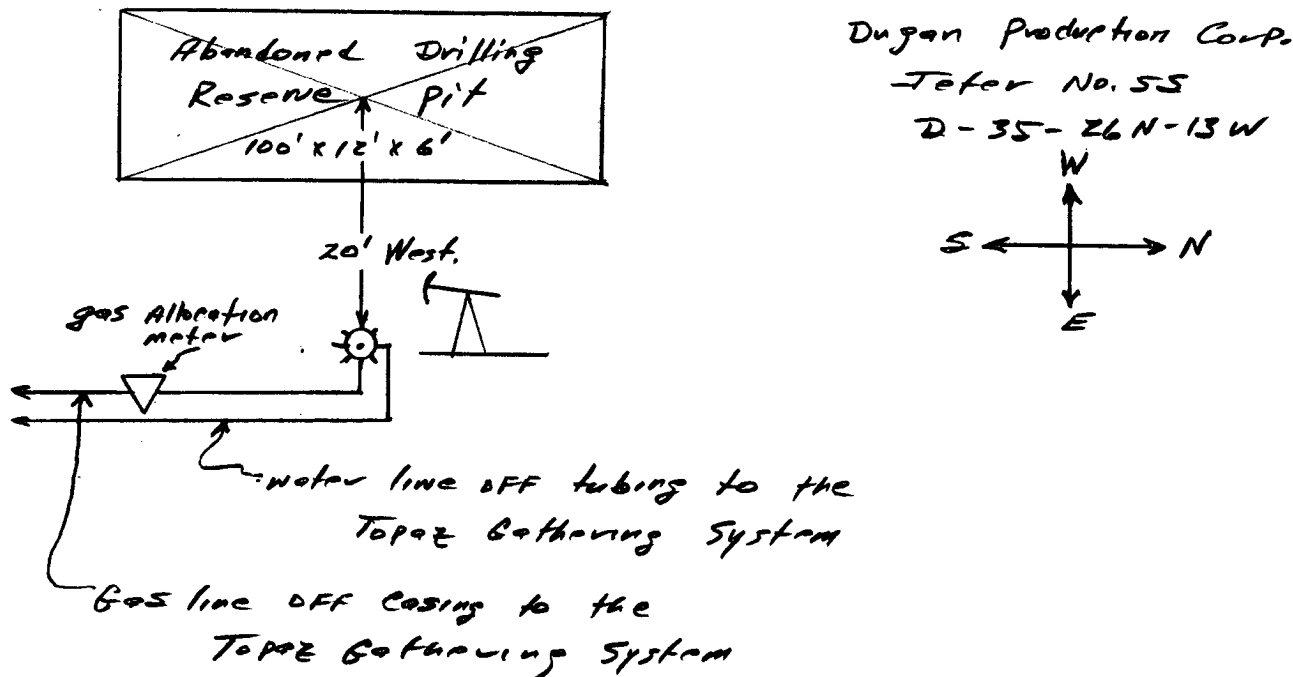 Abandoned Drilling
Reserve Pit
100' x 12' x 6'
20' West.
gas Allocation
meter
water line OFF tubing to the
Topaz Gathering System
Gas line OFF Casing to the
Topaz Gathering System
Dugan Production Corp.
Jeter No. 5S
D-35-26N-13W
W
S
N
E